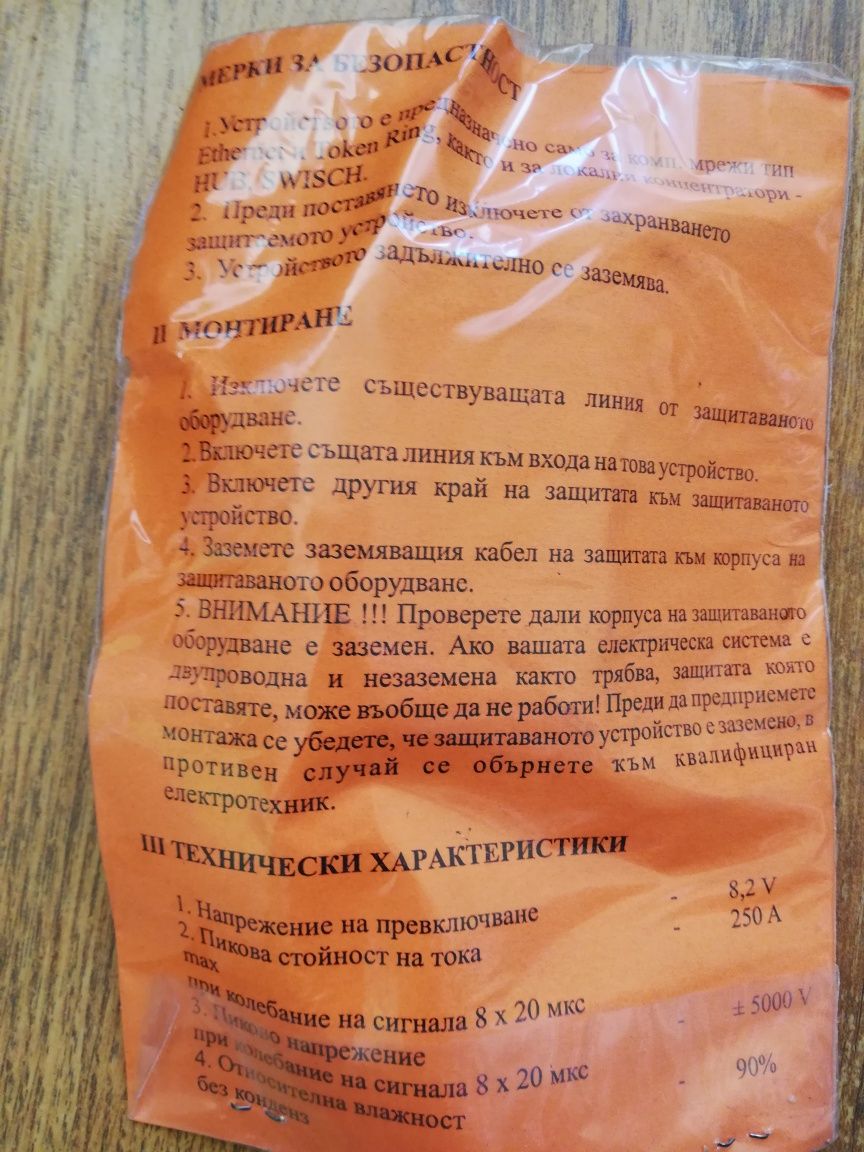 МЕРКИ ЗА БЕЗОПАСТНОСТ
1. Устройството е предназначено само за комп. мрежи тип
Ethernet и Token Ring, както и за локални концентратори -
HUB, SWISCH.
2. Преди поставянето изключете от захранването
защитаемото устройство.
3. Устройството задължително се заземява.
II МОНТИРАНЕ
1. Изключете съществуващата линия от защитаваното
оборудване.
2. Включете същата линия към входа на това устройство.
3. Включете другия край на защитата към защитаваното
устройство.
4. Заземете заземяващия кабел на защитата към корпуса на
защитаваното оборудване.
5. ВНИМАНИЕ !!! Проверете дали корпуса на защитаваното
оборудване е заземен. Ако вашата електрическа система е
двупроводна и незаземена както трябва, защитата която
поставяте, може въобще да не работи! Преди да предприемете
монтажа се убедете, че защитаваното устройство е заземено, в
противен случай се обърнете към квалифициран
електротехник.
III ТЕХНИЧЕСКИ ХАРАКТЕРИСТИКИ
1. Напрежение на превключване - 8,2 V
2. Пикова стойност на тока - 250 A
max
при колебание на сигнала 8 x 20 мкс
3. Пиково напрежение - ± 5000 V
при колебание на сигнала 8 x 20 мкс
4. Относителна влажност - 90%
без конденз